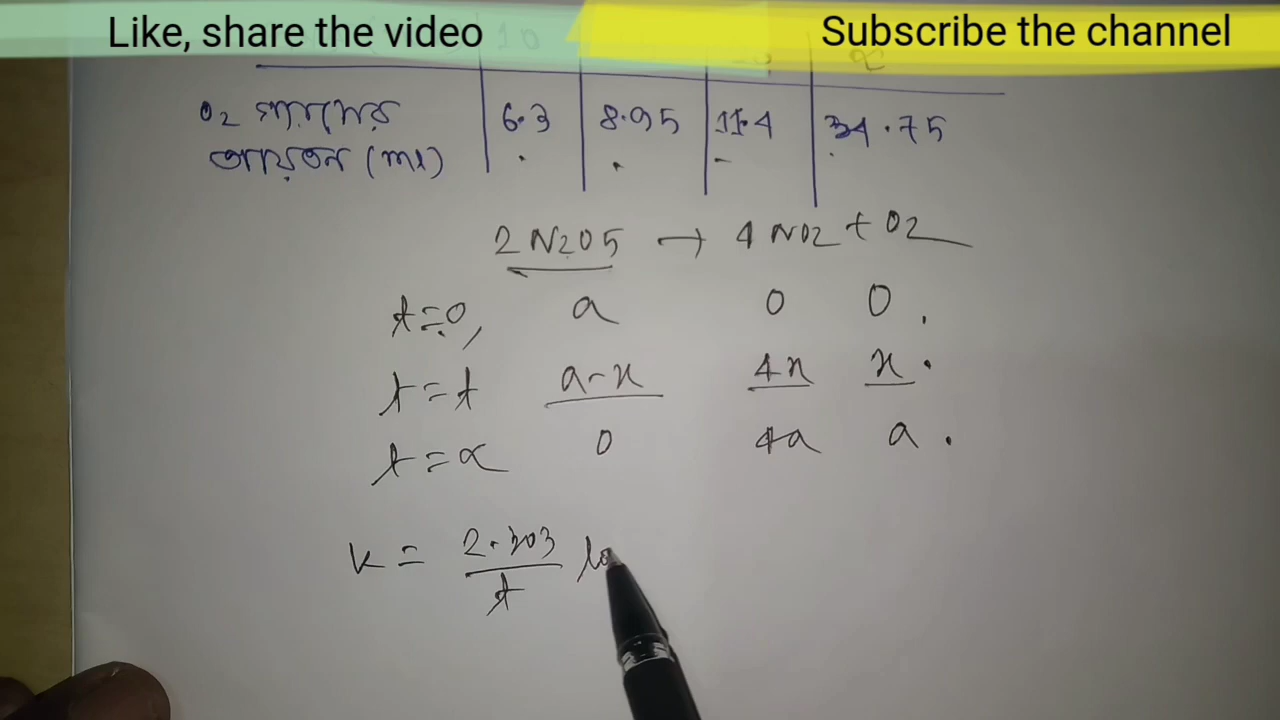 Like, share the video
Subscribe the channel
10
O2 গ্যাসের 6.3 8.95 11.4 34.75
আয়তন (ml)
2N2O5 → 4NO2 + O2
t=0, a 0 0.
t=t a-x 4x x.
t=α 0 4a a.
K = 2.303/t lo